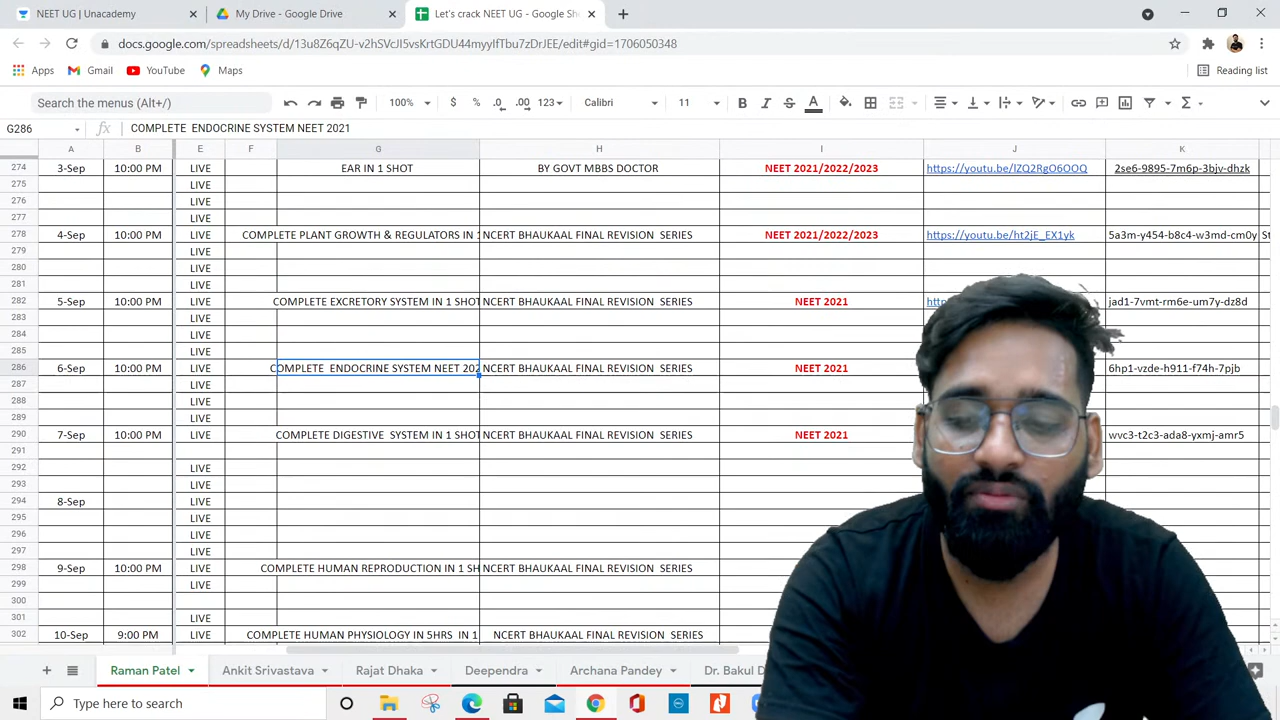 NEET UG | Unacademy
My Drive - Google Drive
Let's crack NEET UG - Google She
docs.google.com/spreadsheets/d/13u8Z6qZU-v2hSVcJI5vsKrtGDU44myyIfTbu7zDrJEE/edit#gid=1706050348
Apps Gmail YouTube Maps Reading list
Search the menus (Alt+/) 100% $ % .0 .00 123 Calibri 11 B I S A
G286 fx COMPLETE ENDOCRINE SYSTEM NEET 2021
A B E F G H I J K
274 3-Sep 10:00 PM LIVE EAR IN 1 SHOT BY GOVT MBBS DOCTOR NEET 2021/2022/2023 https://youtu.be/lZQ2RgO6OOQ 2se6-9895-7m6p-3bjv-dhzk
275 LIVE
276 LIVE
277 LIVE
278 4-Sep 10:00 PM LIVE COMPLETE PLANT GROWTH & REGULATORS IN 1 NCERT BHAUKAAL FINAL REVISION SERIES NEET 2021/2022/2023 https://youtu.be/ht2jE_EX1yk 5a3m-y454-b8c4-w3md-cm0y St
279 LIVE
280 LIVE
281 LIVE
282 5-Sep 10:00 PM LIVE COMPLETE EXCRETORY SYSTEM IN 1 SHOT NCERT BHAUKAAL FINAL REVISION SERIES NEET 2021 jad1-7vmt-rm6e-um7y-dz8d
283 LIVE
284 LIVE
285 LIVE
286 6-Sep 10:00 PM LIVE COMPLETE ENDOCRINE SYSTEM NEET 202 NCERT BHAUKAAL FINAL REVISION SERIES NEET 2021 6hp1-vzde-h911-f74h-7pjb
287 LIVE
288 LIVE
289 LIVE
290 7-Sep 10:00 PM LIVE COMPLETE DIGESTIVE SYSTEM IN 1 SHOT NCERT BHAUKAAL FINAL REVISION SERIES NEET 2021 wvc3-t2c3-ada8-yxmj-amr5
291
292 LIVE
293 LIVE
294 8-Sep LIVE
295 LIVE
296 LIVE
297 LIVE
298 9-Sep 10:00 PM LIVE COMPLETE HUMAN REPRODUCTION IN 1 SH NCERT BHAUKAAL FINAL REVISION SERIES
299 LIVE
300
301 LIVE
302 10-Sep 9:00 PM LIVE COMPLETE HUMAN PHYSIOLOGY IN 5HRS IN 1 NCERT BHAUKAAL FINAL REVISION SERIES
Raman Patel Ankit Srivastava Rajat Dhaka Deependra Archana Pandey Dr. Bakul D
Type here to search